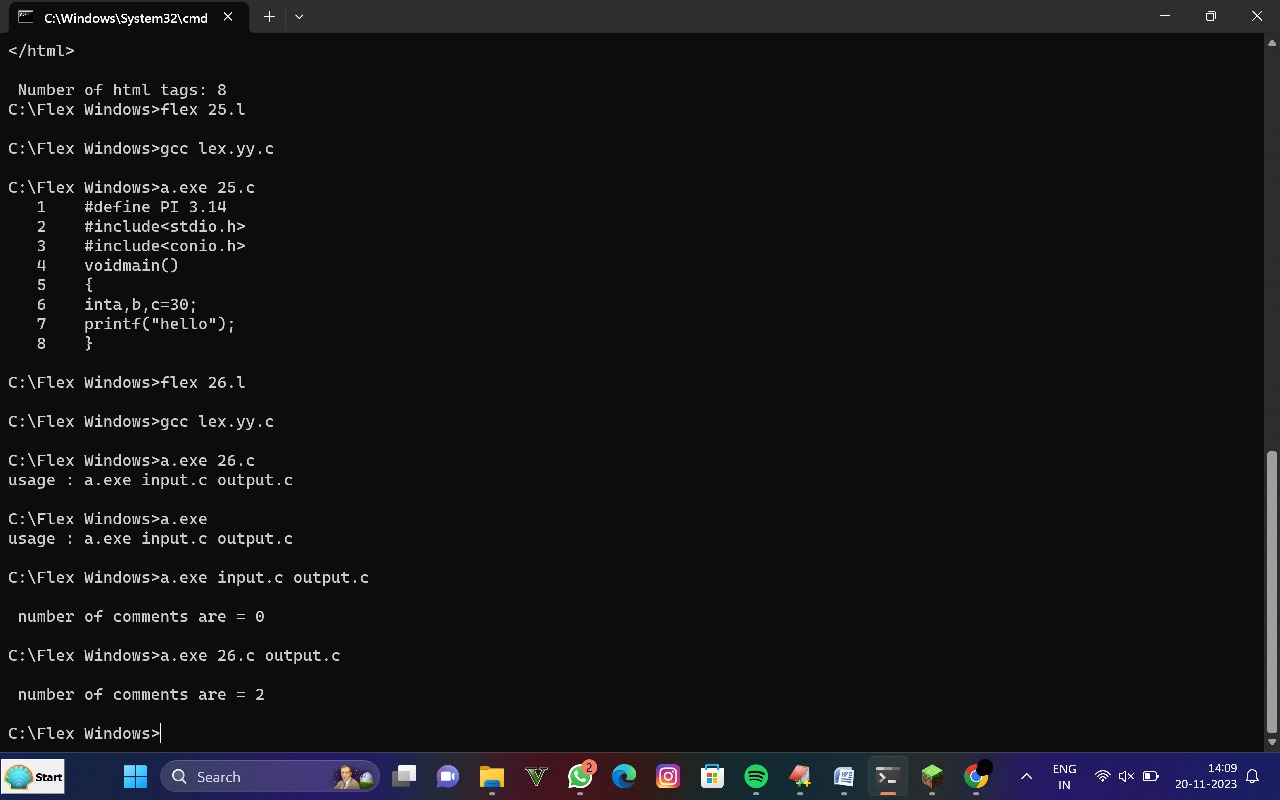 C:\Windows\System32\cmd
</html>
Number of html tags: 8
C:\Flex Windows>flex 25.l
C:\Flex Windows>gcc lex.yy.c
C:\Flex Windows>a.exe 25.c
1 #define PI 3.14
2 #include<stdio.h>
3 #include<conio.h>
4 voidmain()
5 {
6 inta,b,c=30;
7 printf("hello");
8 }
C:\Flex Windows>flex 26.l
C:\Flex Windows>gcc lex.yy.c
C:\Flex Windows>a.exe 26.c
usage : a.exe input.c output.c
C:\Flex Windows>a.exe
usage : a.exe input.c output.c
C:\Flex Windows>a.exe input.c output.c
number of comments are = 0
C:\Flex Windows>a.exe 26.c output.c
number of comments are = 2
C:\Flex Windows>
Start
Search
2
ENG
IN
14:09
20-11-2023